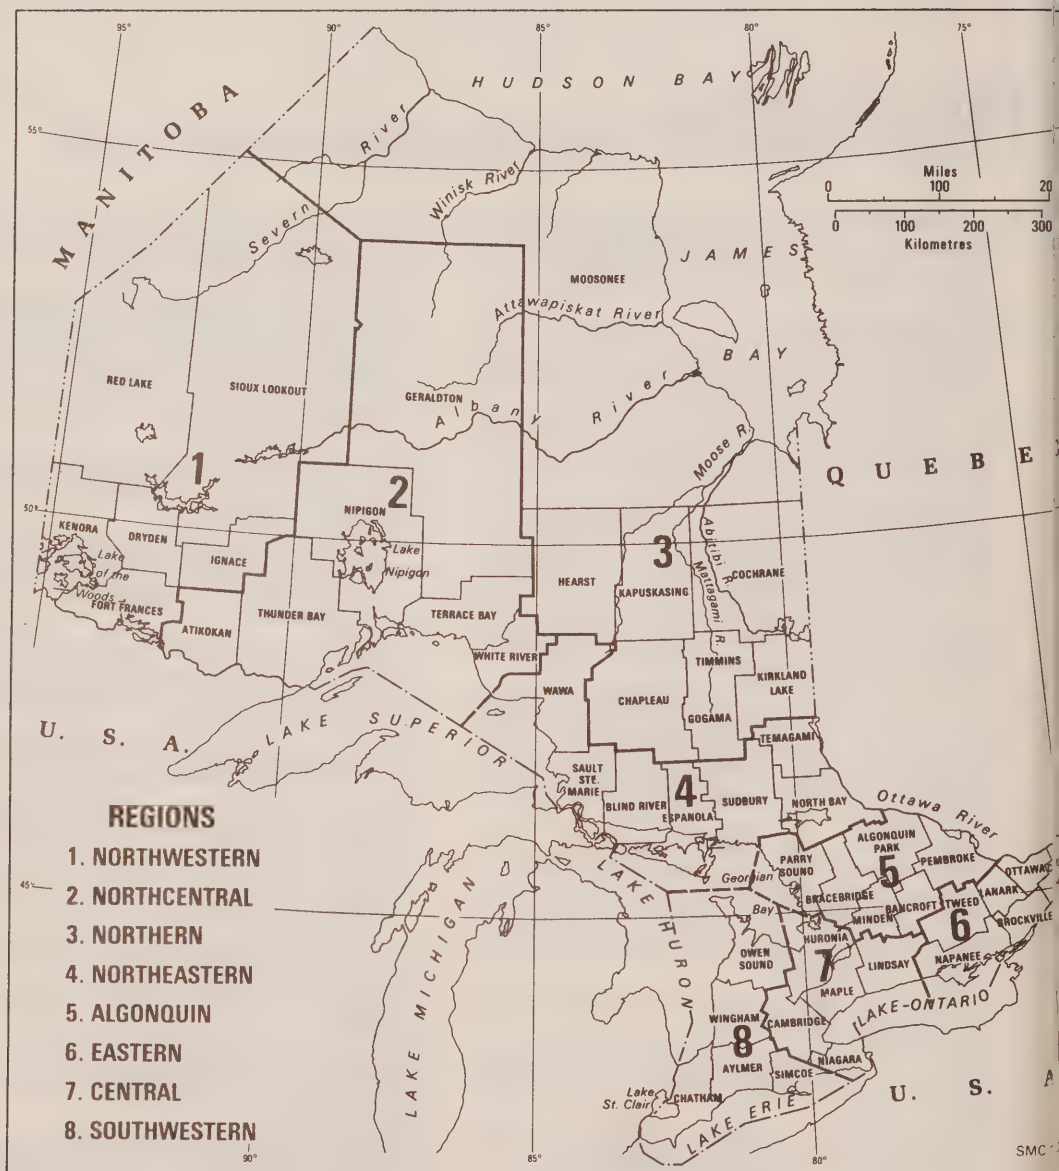 95°
90°
85°
80°
75°
HUDSON BAY
MANITOBA
55°
Severn River
Winisk River
Miles
0 100 20
0 100 200 300
Kilometres
JAMES
BAY
MOOSONEE
Attawapiskat River
RED LAKE
SIOUX LOOKOUT
GERALDTON
Albany River
Moose R.
QUEBE
1
2
NIPIGON
50°
KENORA
DRYDEN
IGNACE
Lake
of the
Woods
FORT FRANCES
ATIKOKAN
THUNDER BAY
Lake
Nipigon
TERRACE BAY
WHITE RIVER
HEARST
3
KAPUSKASING
Abitibi R.
Mattagami R.
COCHRANE
WAWA
CHAPLEAU
TIMMINS
GOGAMA
KIRKLAND
LAKE
TEMAGAMI
U. S. A.
LAKE SUPERIOR
SAULT
STE.
MARIE
BLIND RIVER
4
ESPANOLA
SUDBURY
NORTH BAY
Ottawa River
ALGONQUIN
PARK
5
PEMBROKE
OTTAWA
PARRY
SOUND
BRACEBRIDGE
MINDEN
BANCROFT
TWEED
LANARK
BROCKVILLE
6
NAPANEE
Georgian
Bay
45°
LAKE HURON
LAKE MICHIGAN
OWEN
SOUND
HURONIA
7
MAPLE
LINDSAY
LAKE-ONTARIO
WINGHAM
CAMBRIDGE
8
AYLMER
SIMCOE
NIAGARA
Lake
St. Clair
CHATHAM
LAKE ERIE
U. S. A
REGIONS
1. NORTHWESTERN
2. NORTHCENTRAL
3. NORTHERN
4. NORTHEASTERN
5. ALGONQUIN
6. EASTERN
7. CENTRAL
8. SOUTHWESTERN
90°
85°
80°
SMC